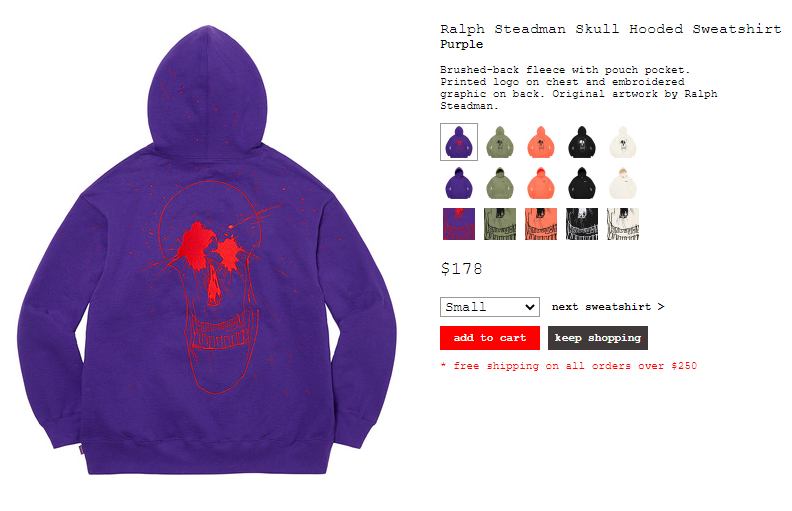 Ralph Steadman Skull Hooded Sweatshirt
Purple
Brushed-back fleece with pouch pocket.
Printed logo on chest and embroidered
graphic on back. Original artwork by Ralph
Steadman.
$178
Small
next sweatshirt >
add to cart
keep shopping
* free shipping on all orders over $250